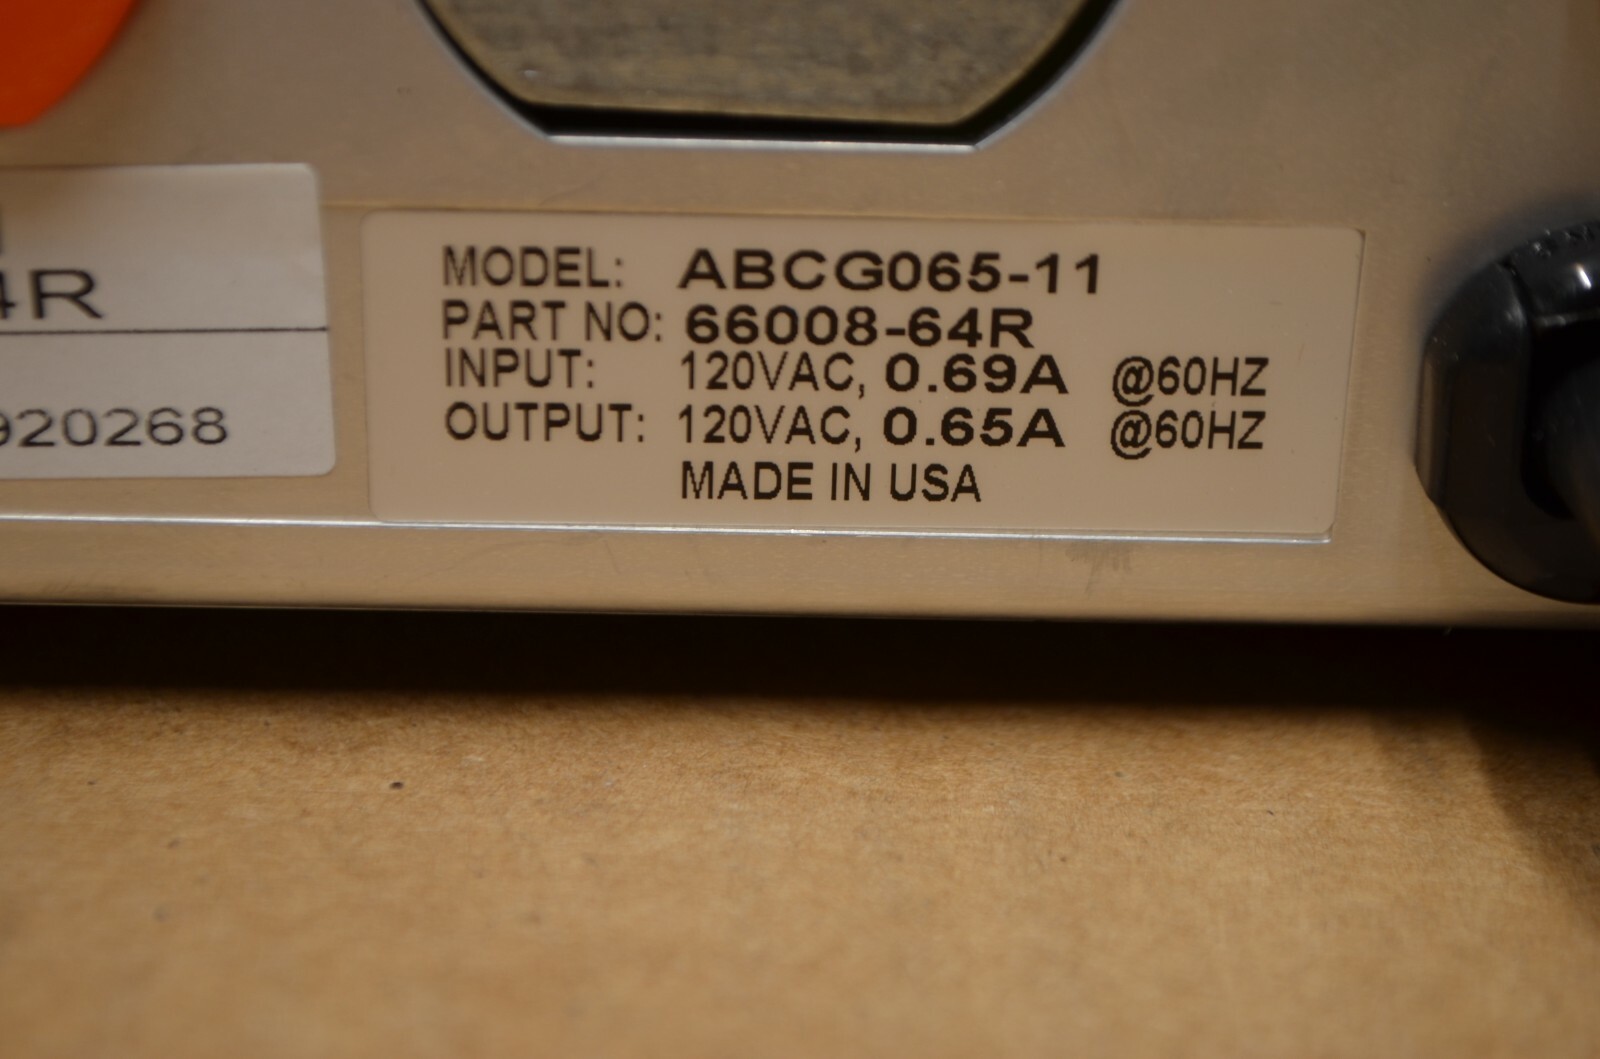 4R
920268
MODEL: ABCG065-11
PART NO: 66008-64R
INPUT: 120VAC, 0.69A @60HZ
OUTPUT: 120VAC, 0.65A @60HZ
MADE IN USA